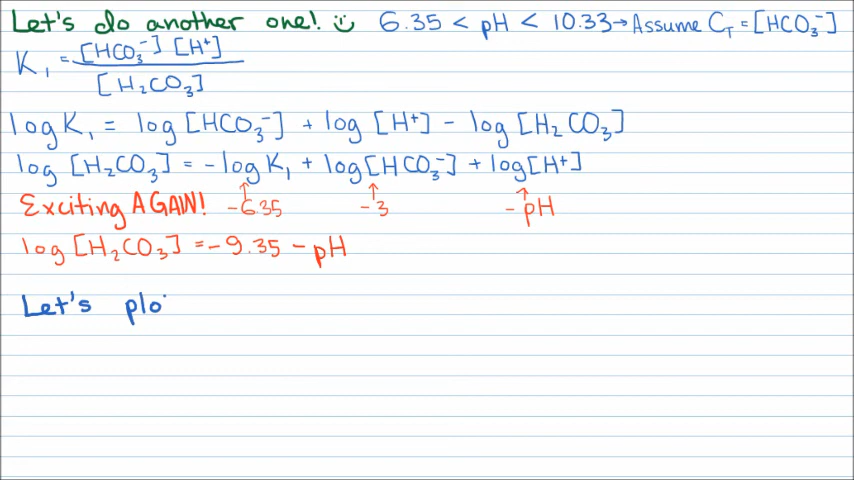 Let's do another one! 6.35 < pH < 10.33 → Assume C_T = [HCO₃⁻]
K₁ = [HCO₃⁻] [H⁺] / [H₂CO₃]
log K₁ = log [HCO₃⁻] + log [H⁺] - log [H₂CO₃]
log [H₂CO₃] = -log K₁ + log [HCO₃⁻] + log [H⁺]
Exciting AGAIN! -6.35 -3 -pH
log [H₂CO₃] = -9.35 - pH
Let's plo